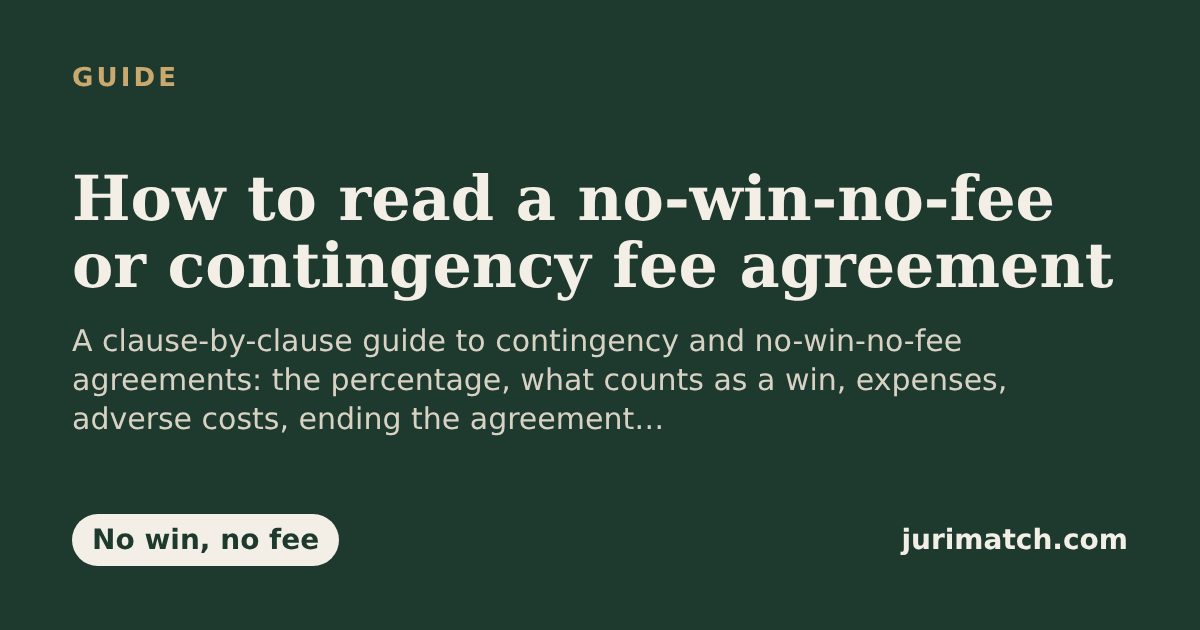 GUIDE
How to read a no-win-no-fee
or contingency fee agreement
A clause-by-clause guide to contingency and no-win-no-fee
agreements: the percentage, what counts as a win, expenses,
adverse costs, ending the agreement…
No win, no fee
jurimatch.com